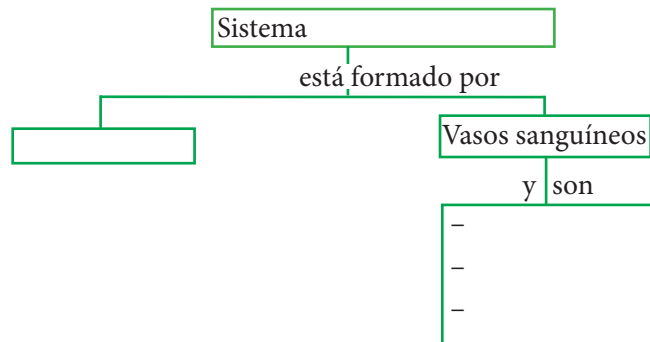 Sistema
está formado por
Vasos sanguíneos
y son
–
–
–